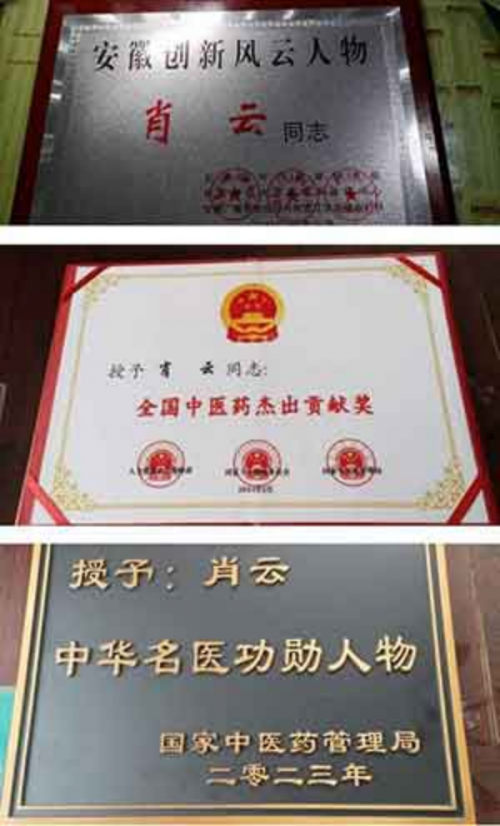 安徽创新风云人物
肖云同志
授予 肖云同志:
全国中医药杰出贡献奖
授予：肖云
中华名医功勋人物
国家中医药管理局
二零二三年